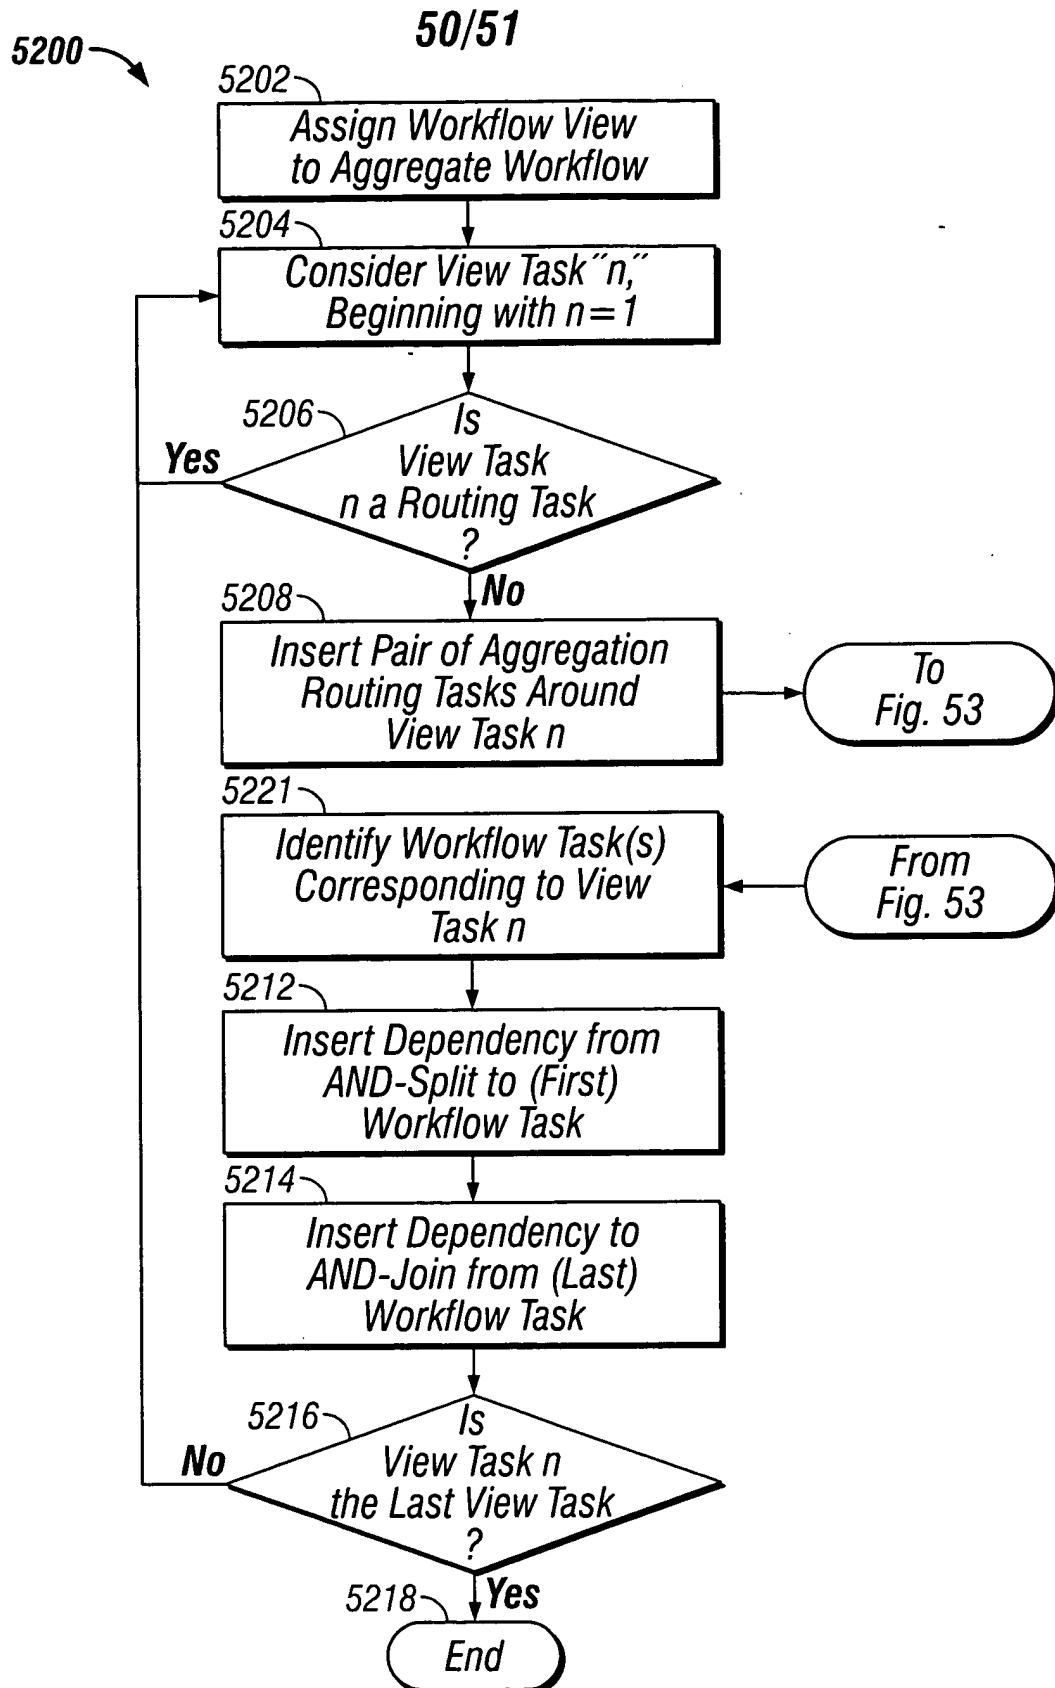 50/51
5200
5202
Assign Workflow View
to Aggregate Workflow
5204
Consider View Task "n,"
Beginning with n=1
5206
Is
View Task
n a Routing Task
?
Yes
No
5208
Insert Pair of Aggregation
Routing Tasks Around
View Task n
To
Fig. 53
5221
Identify Workflow Task(s)
Corresponding to View
Task n
From
Fig. 53
5212
Insert Dependency from
AND-Split to (First)
Workflow Task
5214
Insert Dependency to
AND-Join from (Last)
Workflow Task
5216
Is
View Task n
the Last View Task
?
No
Yes
5218
End